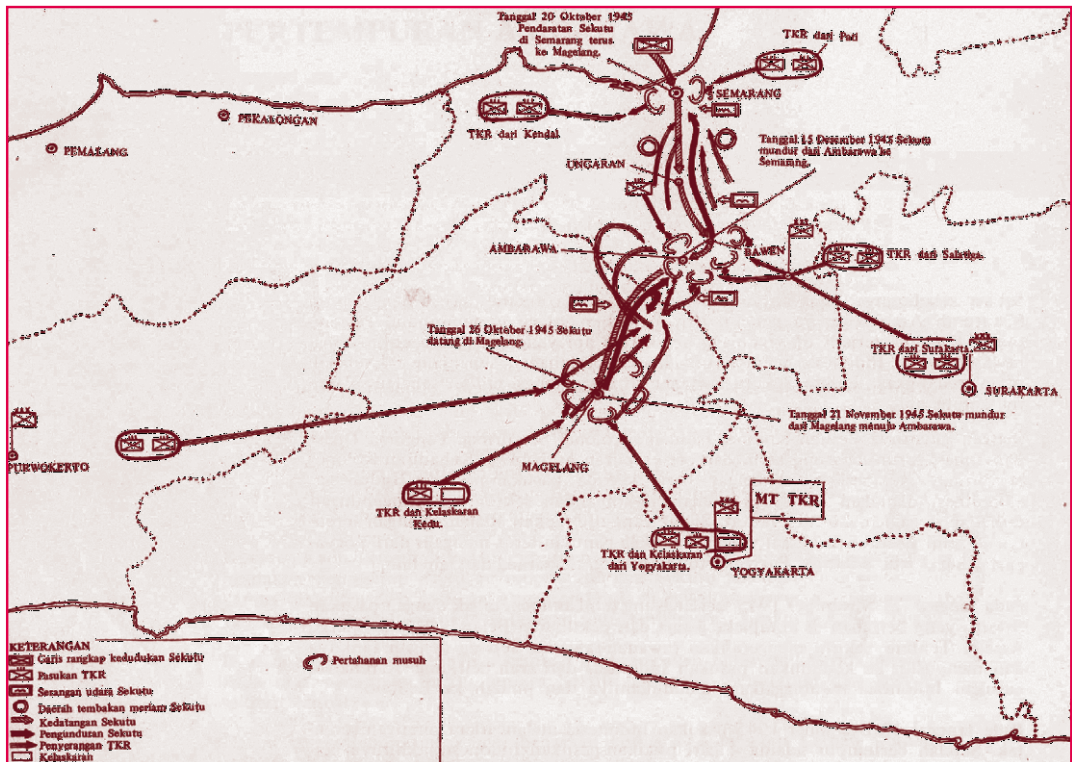 Tanggal 20 Oktober 1945
Pendaratan Sekutu
di Semarang terus
ke Magelang.
TKR dari Pati
SEMARANG
PEKALONGAN
TKR dari Kendal.
PEMALANG
Tanggal 15 Desember 1945 Sekutu
mundur dari Ambarawa ke
Semarang.
UNGARAN
AMBARAWA
BAWEN
TKR dari Salatiga.
Tanggal 26 Oktober 1945 Sekutu
datang di Magelang.
TKR dari Surakarta.
SURAKARTA
Tanggal 21 November 1945 Sekutu mundur
dari Magelang menuju Ambarawa.
PURWOKERTO
MAGELANG
TKR dan Kelaskaran
Kedu.
MT TKR
TKR dan Kelaskaran
dari Yogyakarta.
YOGYAKARTA
KETERANGAN
Garis rangkap kedudukan Sekutu
Pasukan TKR
Serangan udara Sekutu
Daerah tembakan meriam Sekutu
Kedatangan Sekutu
Pengunduran Sekutu
Penyerangan TKR
Kelaskaran
Pertahanan musuh